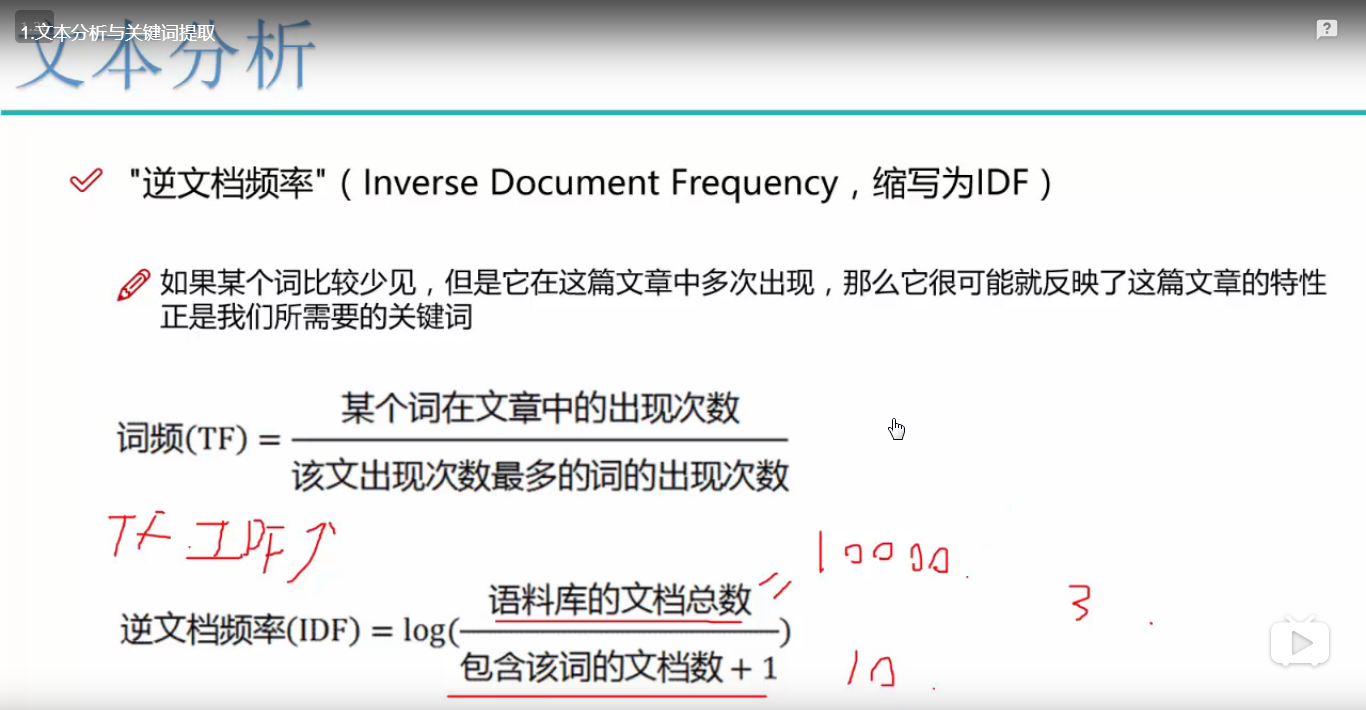 1.文本分析与关键词提取
文本分析
"逆文档频率"（Inverse Document Frequency，缩写为IDF）
如果某个词比较少见，但是它在这篇文章中多次出现，那么它很可能就反映了这篇文章的特性
正是我们所需要的关键词
词频(TF) = 某个词在文章中的出现次数
该文出现次数最多的词的出现次数
TF IDF ↑
10000
逆文档频率(IDF) = log(语料库的文档总数
包含该词的文档数 + 1)
3
10